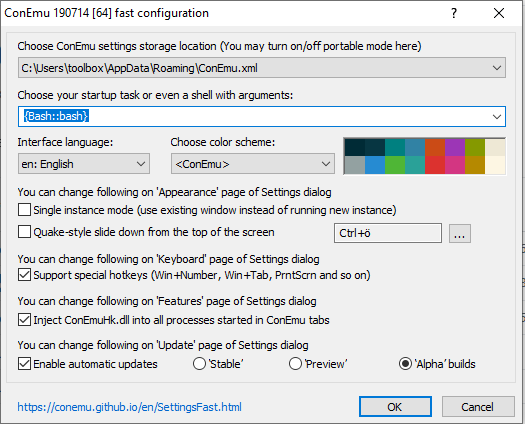 ConEmu 190714 [64] fast configuration
Choose ConEmu settings storage location (You may turn on/off portable mode here)
C:\Users\toolbox\AppData\Roaming\ConEmu.xml
Choose your startup task or even a shell with arguments:
{Bash::bash}
Interface language: Choose color scheme:
en: English <ConEmu>
You can change following on 'Appearance' page of Settings dialog
Single instance mode (use existing window instead of running new instance)
Quake-style slide down from the top of the screen Ctrl+ö ...
You can change following on 'Keyboard' page of Settings dialog
Support special hotkeys (Win+Number, Win+Tab, PrntScrn and so on)
You can change following on 'Features' page of Settings dialog
Inject ConEmuHk.dll into all processes started in ConEmu tabs
You can change following on 'Update' page of Settings dialog
Enable automatic updates 'Stable' 'Preview' 'Alpha' builds
https://conemu.github.io/en/SettingsFast.html OK Cancel